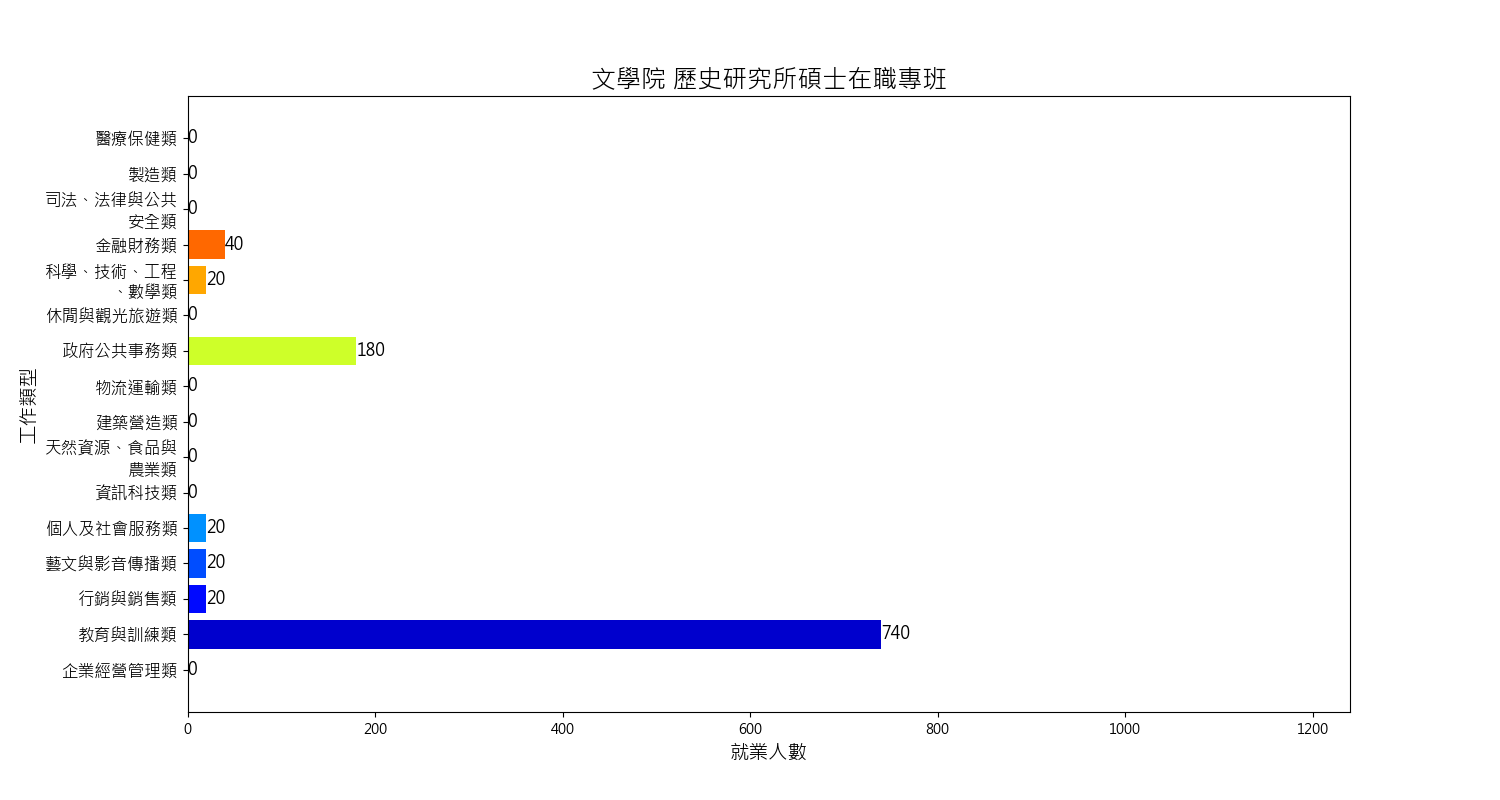 文學院 歷史研究所碩士在職專班
工作類型
醫療保健類 0
製造類 0
司法、法律與公共
安全類 0
金融財務類 40
科學、技術、工程
、數學類 20
休閒與觀光旅遊類 0
政府公共事務類 180
物流運輸類 0
建築營造類 0
天然資源、食品與
農業類 0
資訊科技類 0
個人及社會服務類 20
藝文與影音傳播類 20
行銷與銷售類 20
教育與訓練類 740
企業經營管理類 0
0 200 400 600 800 1000 1200
就業人數